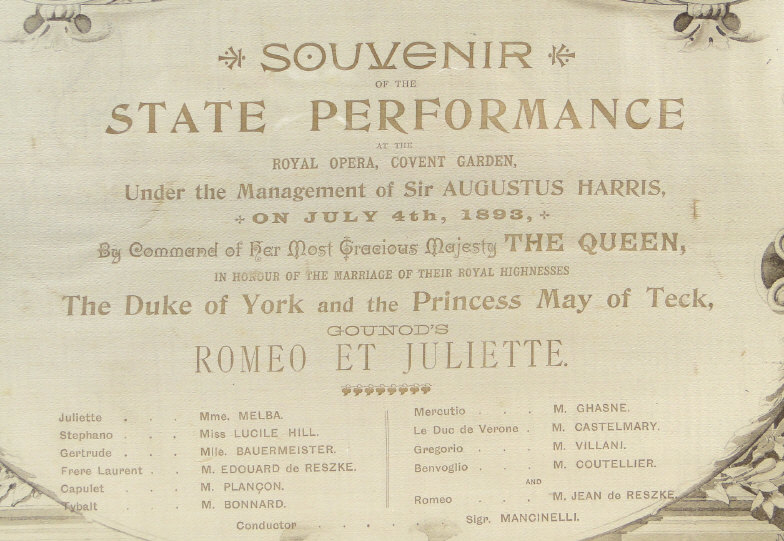 SOUVENIR
OF THE
STATE PERFORMANCE
AT THE
ROYAL OPERA, COVENT GARDEN,
Under the Management of Sir AUGUSTUS HARRIS,
ON JULY 4th, 1893,
By Command of Her Most Gracious Majesty THE QUEEN,
IN HONOUR OF THE MARRIAGE OF THEIR ROYAL HIGHNESSES
The Duke of York and the Princess May of Teck,
GOUNOD'S
ROMEO ET JULIETTE.
Juliette . . . Mme. MELBA.
Stephano . . . Miss LUCILE HILL.
Gertrude . . . Mlle. BAUERMEISTER.
Frere Laurent . . M. EDOUARD de RESZKE.
Capulet . . . M. PLANÇON.
Tybalt . . . M. BONNARD.
Mercutio . . . M. GHASNE.
Le Duc de Verone . M. CASTELMARY.
Gregorio . . . M. VILLANI.
Benvoglio . . . M. COUTELLIER.
AND
Romeo . . . M. JEAN de RESZKE.
Conductor . . . . . . Sigr. MANCINELLI.